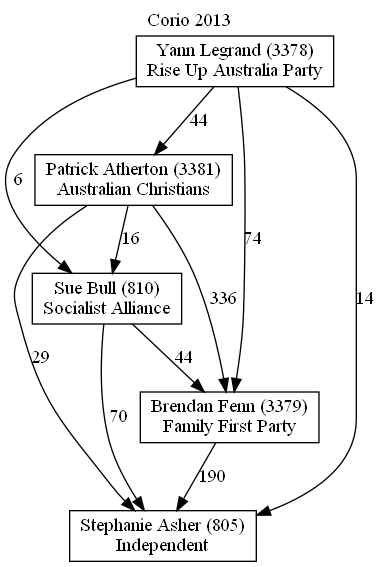 Corio 2013
Yann Legrand (3378)
Rise Up Australia Party
44
Patrick Atherton (3381)
Australian Christians
6
16
74
Sue Bull (810)
Socialist Alliance
336
14
29
70
44
Brendan Fenn (3379)
Family First Party
190
Stephanie Asher (805)
Independent